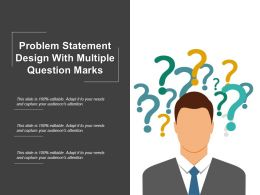 Problem Statement
Design With Multiple
Question Marks
This slide is 100% editable. Adapt it to your needs
and capture your audience's attention.
This slide is 100% editable. Adapt it to your needs
and capture your audience's attention.
This slide is 100% editable. Adapt it to your needs
and capture your audience's attention.